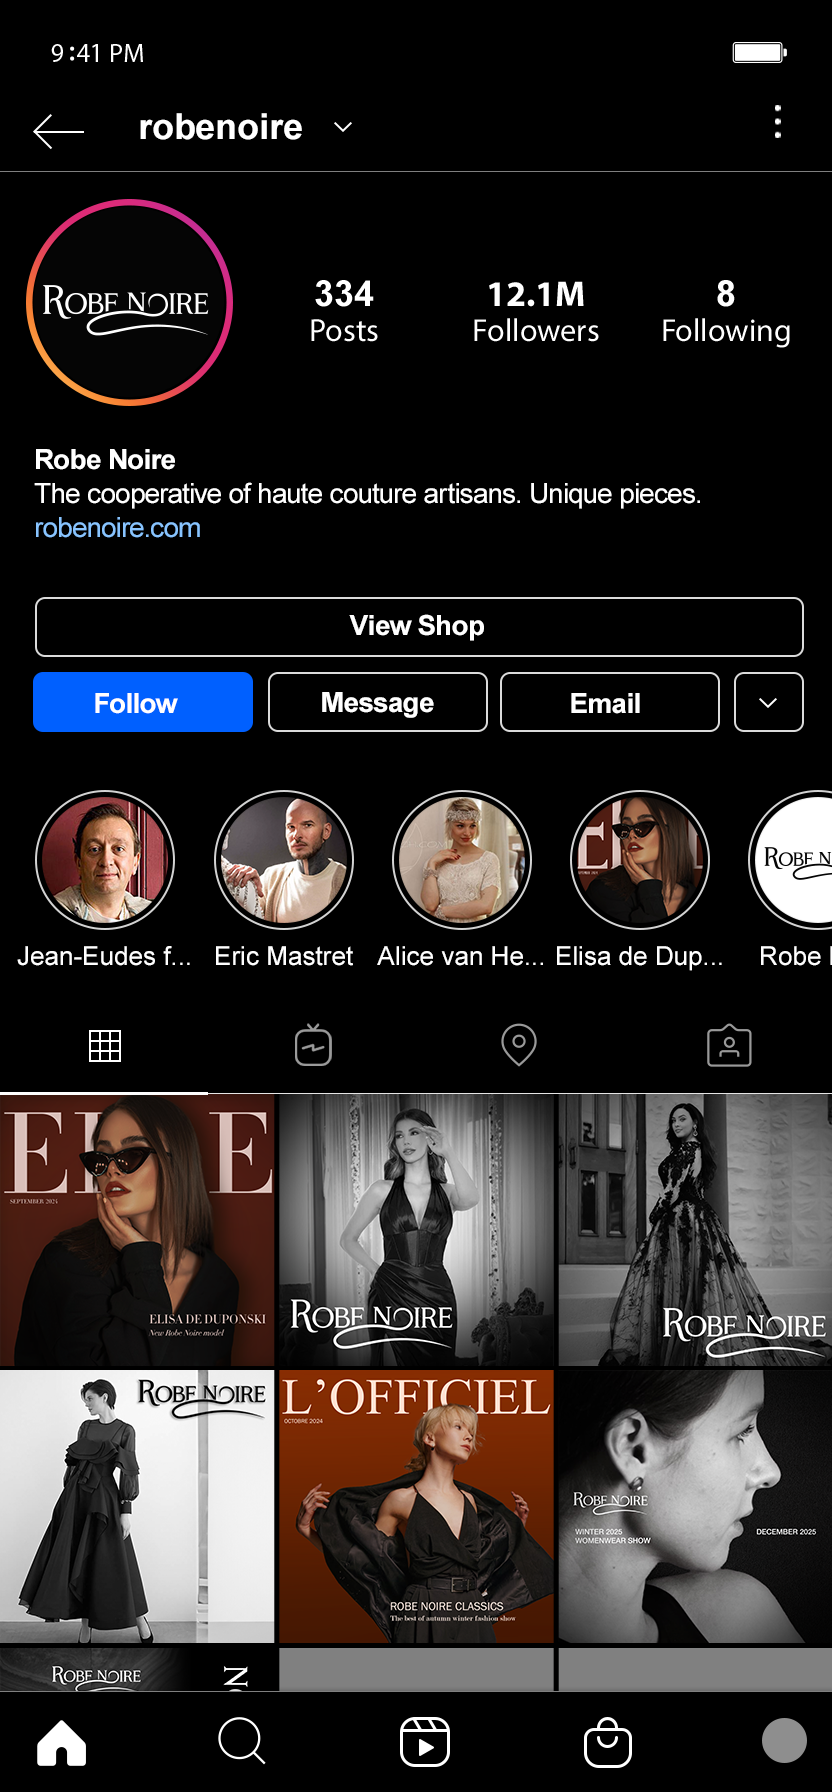 9:41 PM
robenoire
ROBE NOIRE
334
Posts
12.1M
Followers
8
Following
Robe Noire
The cooperative of haute couture artisans. Unique pieces.
robenoire.com
View Shop
Follow
Message
Email
Jean-Eudes f...
Eric Mastret
Alice van He...
Elisa de Dup...
Robe
ELLE
SEPTEMBER 2024
ELISA DE DUPONSKI
New Robe Noire model
ROBE NOIRE
ROBE NOIRE
ROBE NOIRE
L'OFFICIEL
OCTOBRE 2024
ROBE NOIRE CLASSICS
The best of autumn winter fashion show
ROBE NOIRE
WINTER 2025
WOMENWEAR SHOW
DECEMBER 2025
ROBE NOIRE